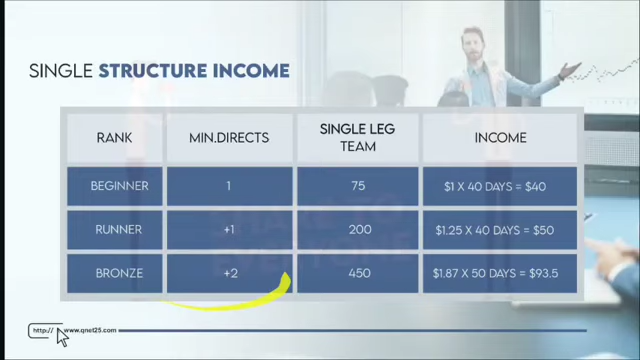 SINGLE STRUCTURE INCOME
RANK MIN.DIRECTS SINGLE LEG TEAM INCOME
BEGINNER 1 75 $1 X 40 DAYS = $40
RUNNER +1 200 $1.25 X 40 DAYS = $50
BRONZE +2 450 $1.87 X 50 DAYS = $93.5
http:// www.qnet25.com